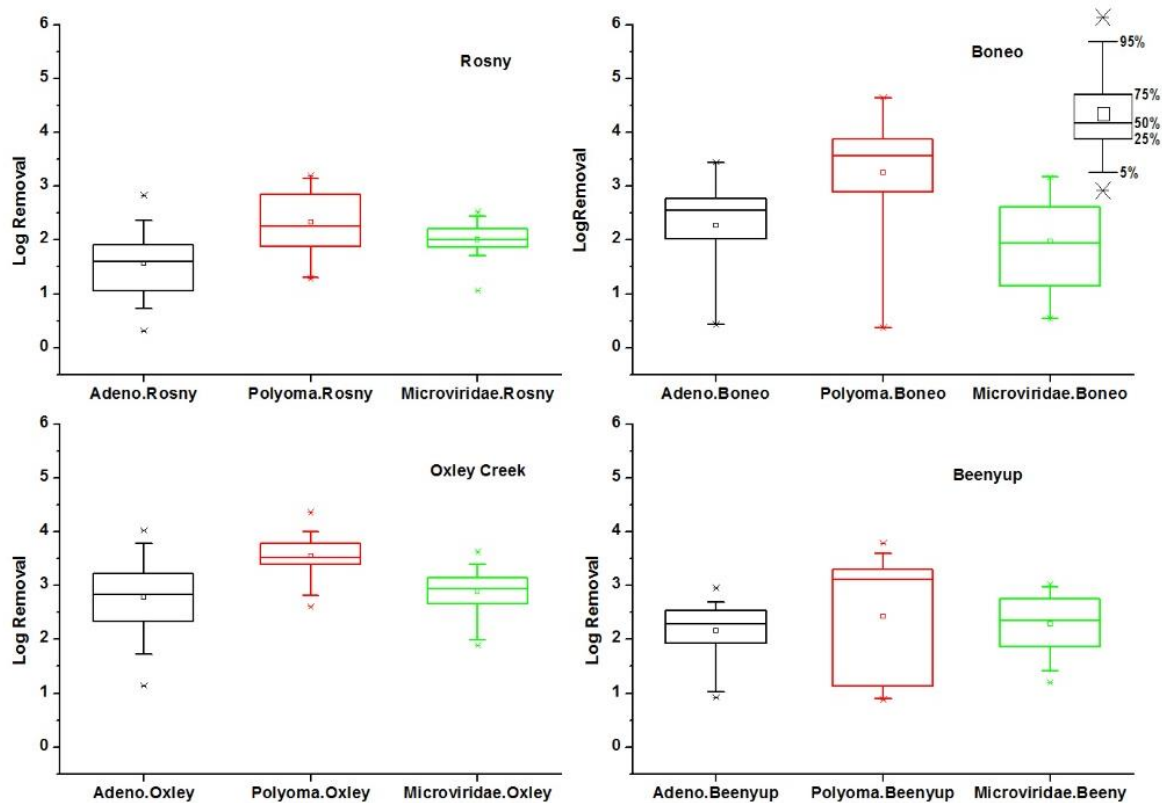 6
5
4
3
2
1
0
Log Removal
Rosny
Adeno.Rosny Polyoma.Rosny Microviridae.Rosny
6
5
4
3
2
1
0
LogRemoval
Boneo
95%
75%
50%
25%
5%
Adeno.Boneo Polyoma.Boneo Microviridae.Boneo
6
5
4
3
2
1
0
Log Removal
Oxley Creek
Adeno.Oxley Polyoma.Oxley Microviridae.Oxley
6
5
4
3
2
1
0
Log Removal
Beenyup
Adeno.Beenyup Polyoma.Beenyup Microviridae.Beeny